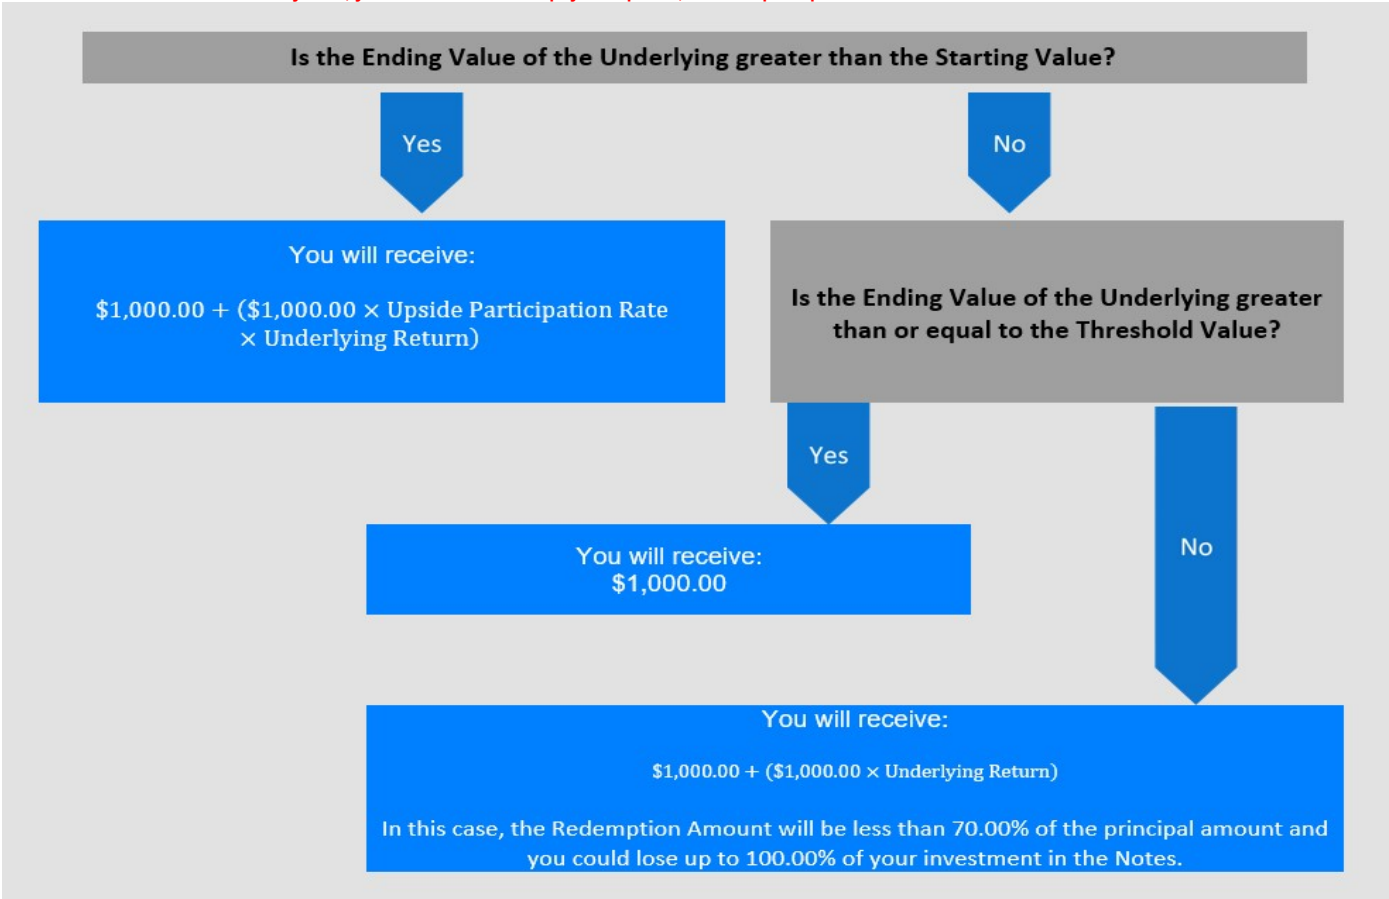 Is the Ending Value of the Underlying greater than the Starting Value?
Yes
No
You will receive:
$1,000.00 + ($1,000.00 × Upside Participation Rate
× Underlying Return)
Is the Ending Value of the Underlying greater
than or equal to the Threshold Value?
Yes
No
You will receive:
$1,000.00
You will receive:
$1,000.00 + ($1,000.00 × Underlying Return)
In this case, the Redemption Amount will be less than 70.00% of the principal amount and
you could lose up to 100.00% of your investment in the Notes.